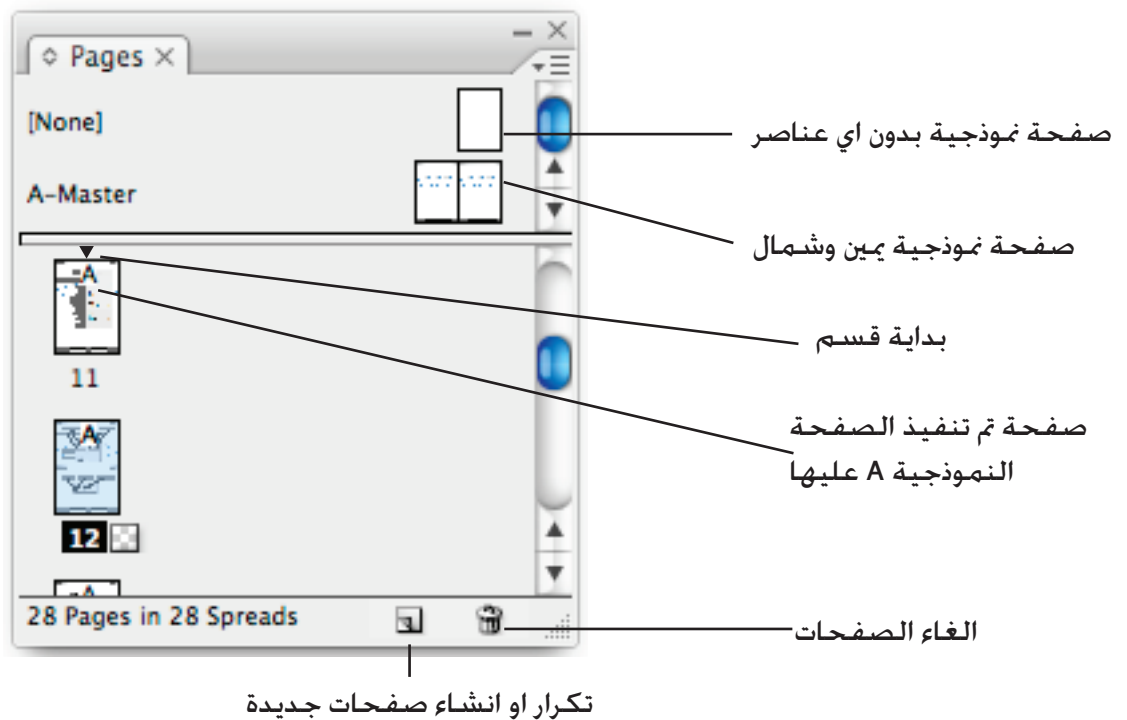 Pages
[None]
صفحة نموذجية بدون اي عناصر
A-Master
صفحة نموذجية يمين وشمال
A
بداية قسم
11
صفحة تم تنفيذ الصفحة
النموذجية A عليها
A
12
A
28 Pages in 28 Spreads
الغاء الصفحات
تكرار او انشاء صفحات جديدة